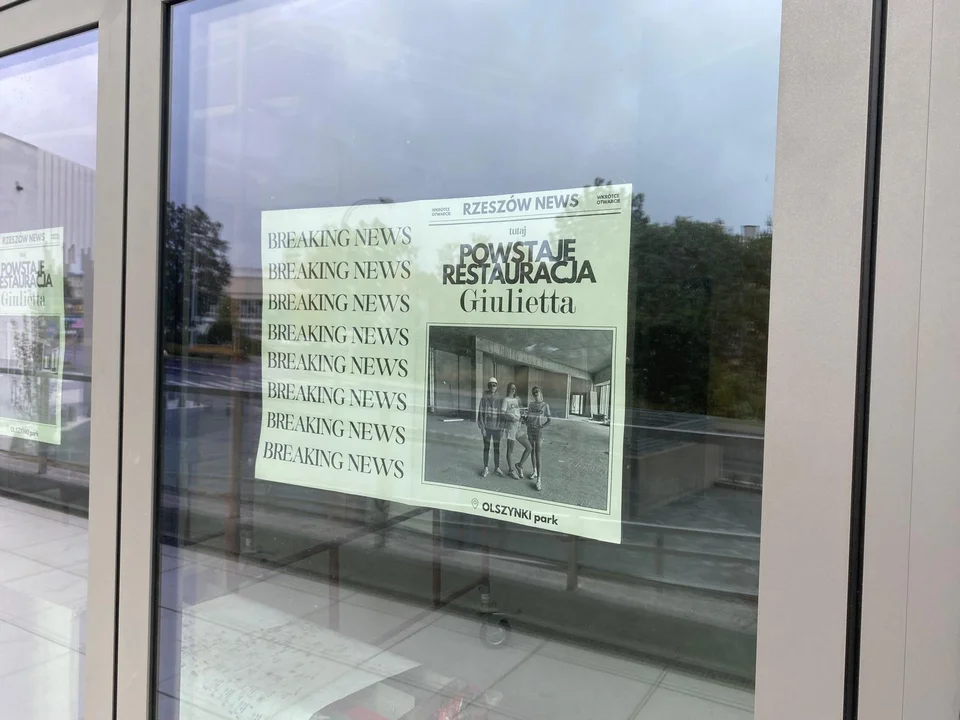 RZESZÓW NEWS
POWSTAJE
RESTAURACJA
Giulietta
OLSZYNKI park
BREAKING NEWS
BREAKING NEWS
BREAKING NEWS
BREAKING NEWS
BREAKING NEWS
BREAKING NEWS
BREAKING NEWS
BREAKING NEWS
WKRÓTCE
OTWARCIE
RZESZÓW NEWS
WKRÓTCE
OTWARCIE
tutaj
POWSTAJE
RESTAURACJA
Giulietta
OLSZYNKI park